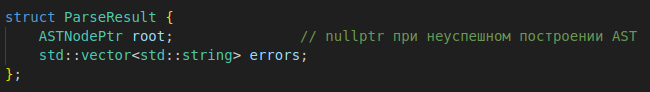 struct ParseResult {
    ASTNodePtr root;                // nullptr при неуспешном построении AST
    std::vector<std::string> errors;
};